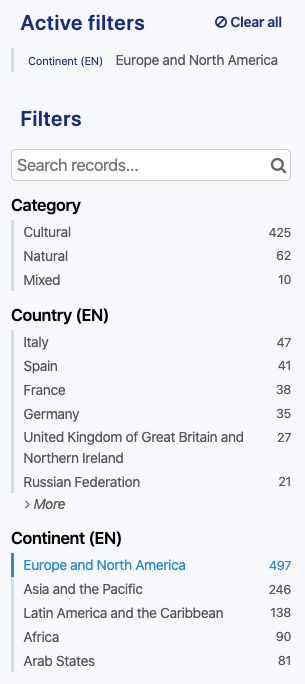 Active filters Clear all
Continent (EN) Europe and North America
Filters
Search records...
Category
Cultural 425
Natural 62
Mixed 10
Country (EN)
Italy 47
Spain 41
France 38
Germany 35
United Kingdom of Great Britain and 27
Northern Ireland
Russian Federation 21
> More
Continent (EN)
Europe and North America 497
Asia and the Pacific 246
Latin America and the Caribbean 138
Africa 90
Arab States 81